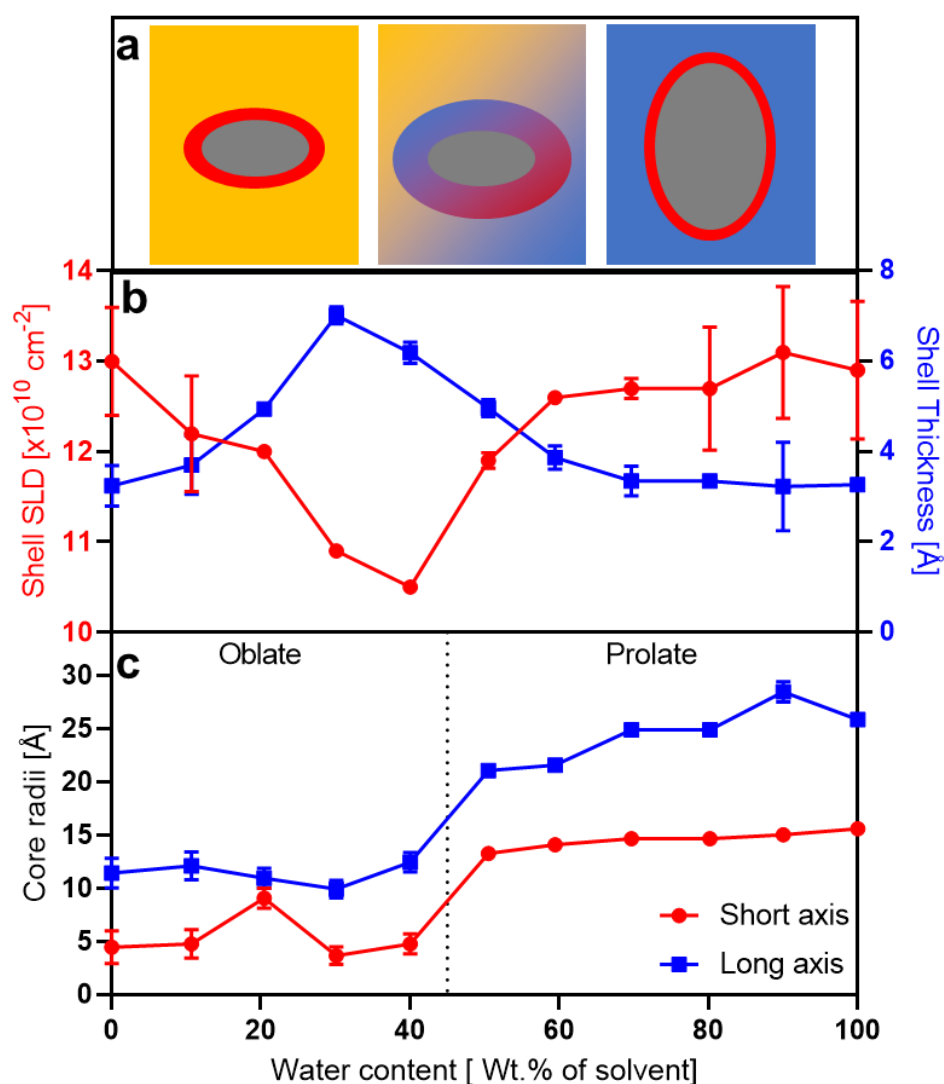 a
b
14
13
12
11
10
Shell SLD [x10¹⁰ cm⁻²]
8
6
4
2
0
Shell Thickness [Å]
c
Oblate
Prolate
30
25
20
15
10
5
0
Core radii [Å]
Short axis
Long axis
0 20 40 60 80 100
Water content [ Wt.% of solvent]